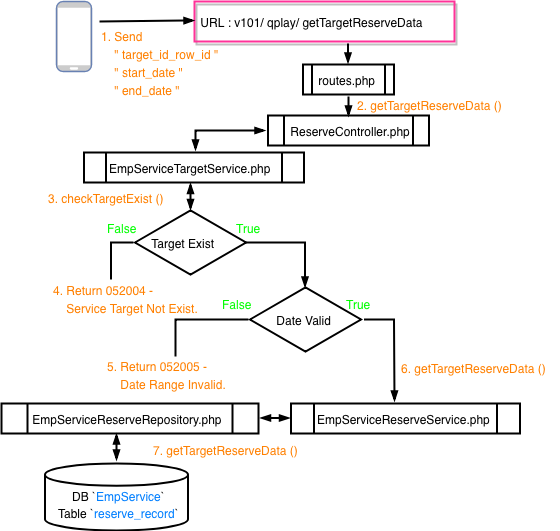 URL : v101/ qplay/ getTargetReserveData
1. Send
" target_id_row_id "
" start_date "
" end_date "
routes.php
2. getTargetReserveData ()
ReserveController.php
EmpServiceTargetService.php
3. checkTargetExist ()
False
True
Target Exist
4. Return 052004 -
Service Target Not Exist.
False
True
Date Valid
5. Return 052005 -
Date Range Invalid.
6. getTargetReserveData ()
EmpServiceReserveRepository.php
EmpServiceReserveService.php
7. getTargetReserveData ()
DB `EmpService`
Table `reserve_record`